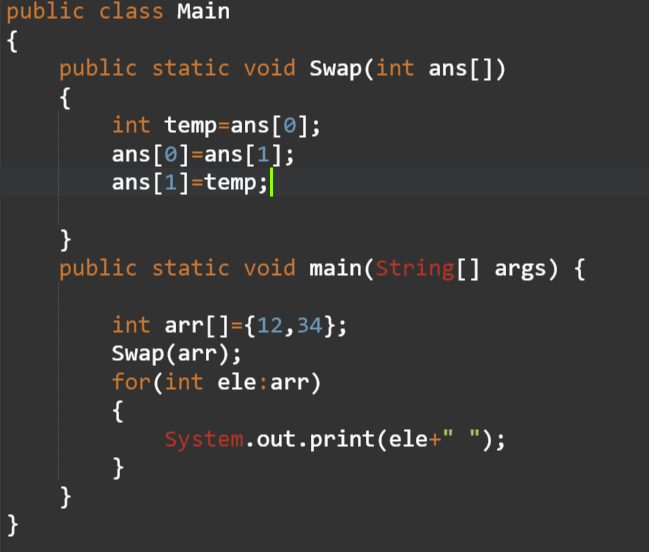 public class Main
{
    public static void Swap(int ans[])
    {
        int temp=ans[0];
        ans[0]=ans[1];
        ans[1]=temp;
    }
    public static void main(String[] args) {
        int arr[]={12,34};
        Swap(arr);
        for(int ele:arr)
        {
            System.out.print(ele+" ");
        }
    }
}